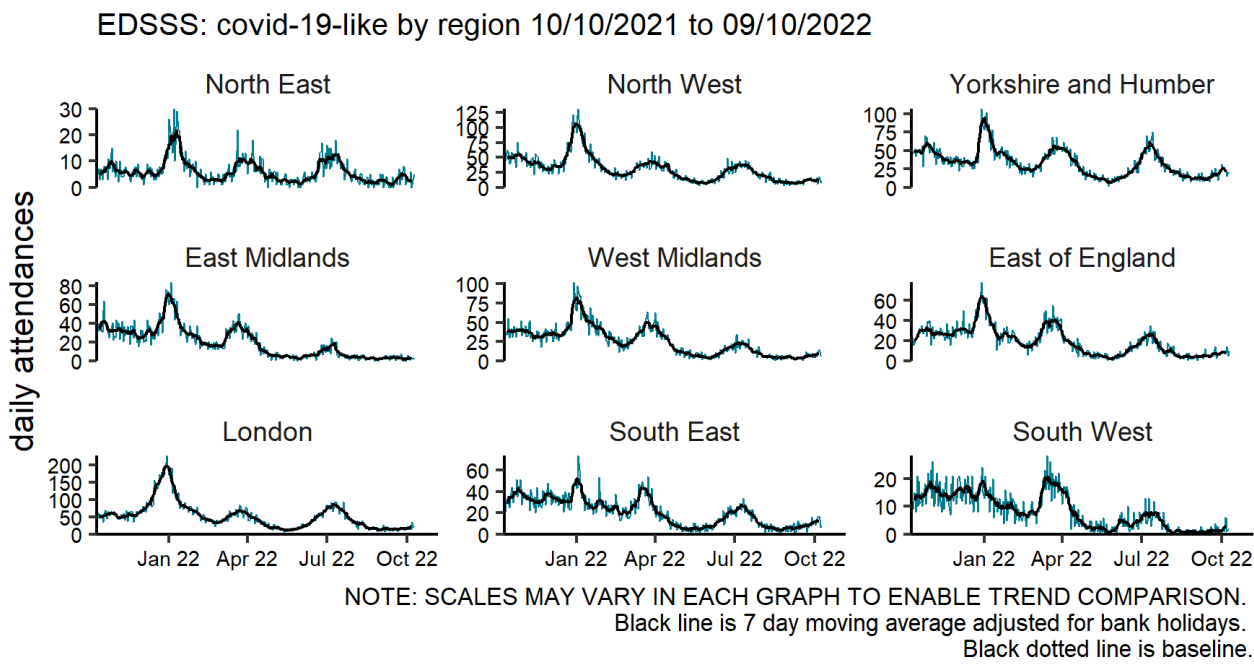 EDSSS: covid-19-like by region 10/10/2021 to 09/10/2022
daily attendances
North East
30
20
10
0
North West
125
100
75
50
25
0
Yorkshire and Humber
100
75
50
25
0
East Midlands
80
60
40
20
0
West Midlands
100
75
50
25
0
East of England
60
40
20
0
London
200
150
100
50
0
Jan 22 Apr 22 Jul 22 Oct 22
South East
60
40
20
0
Jan 22 Apr 22 Jul 22 Oct 22
South West
20
10
0
Jan 22 Apr 22 Jul 22 Oct 22
NOTE: SCALES MAY VARY IN EACH GRAPH TO ENABLE TREND COMPARISON.
Black line is 7 day moving average adjusted for bank holidays.
Black dotted line is baseline.